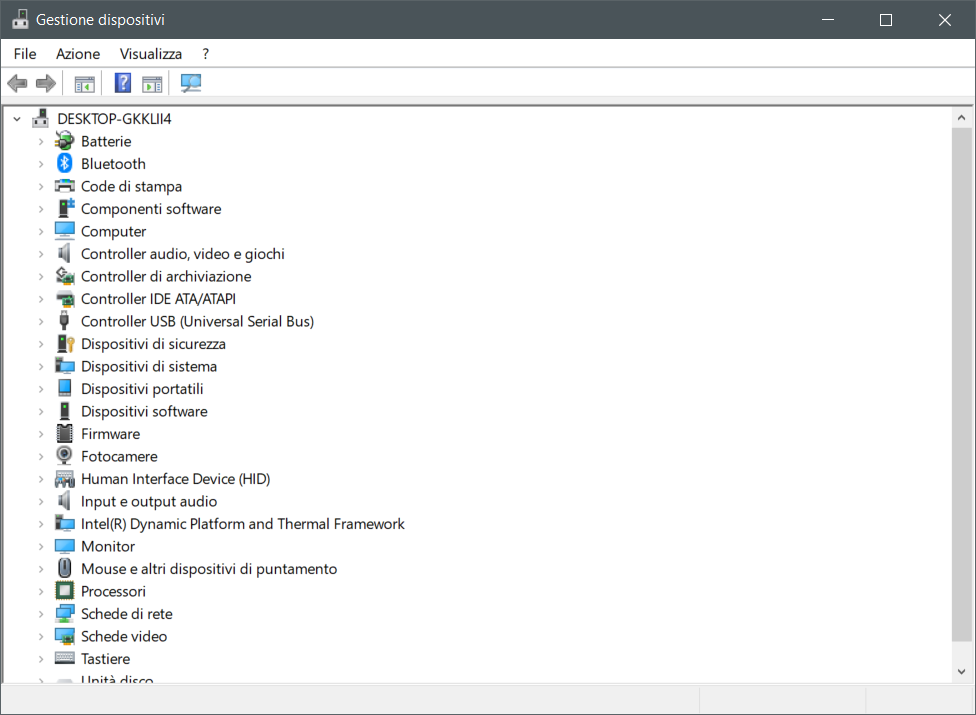 Gestione dispositivi
File Azione Visualizza ?
DESKTOP-GKKLII4
Batterie
Bluetooth
Code di stampa
Componenti software
Computer
Controller audio, video e giochi
Controller di archiviazione
Controller IDE ATA/ATAPI
Controller USB (Universal Serial Bus)
Dispositivi di sicurezza
Dispositivi di sistema
Dispositivi portatili
Dispositivi software
Firmware
Fotocamere
Human Interface Device (HID)
Input e output audio
Intel(R) Dynamic Platform and Thermal Framework
Monitor
Mouse e altri dispositivi di puntamento
Processori
Schede di rete
Schede video
Tastiere
Unità disco